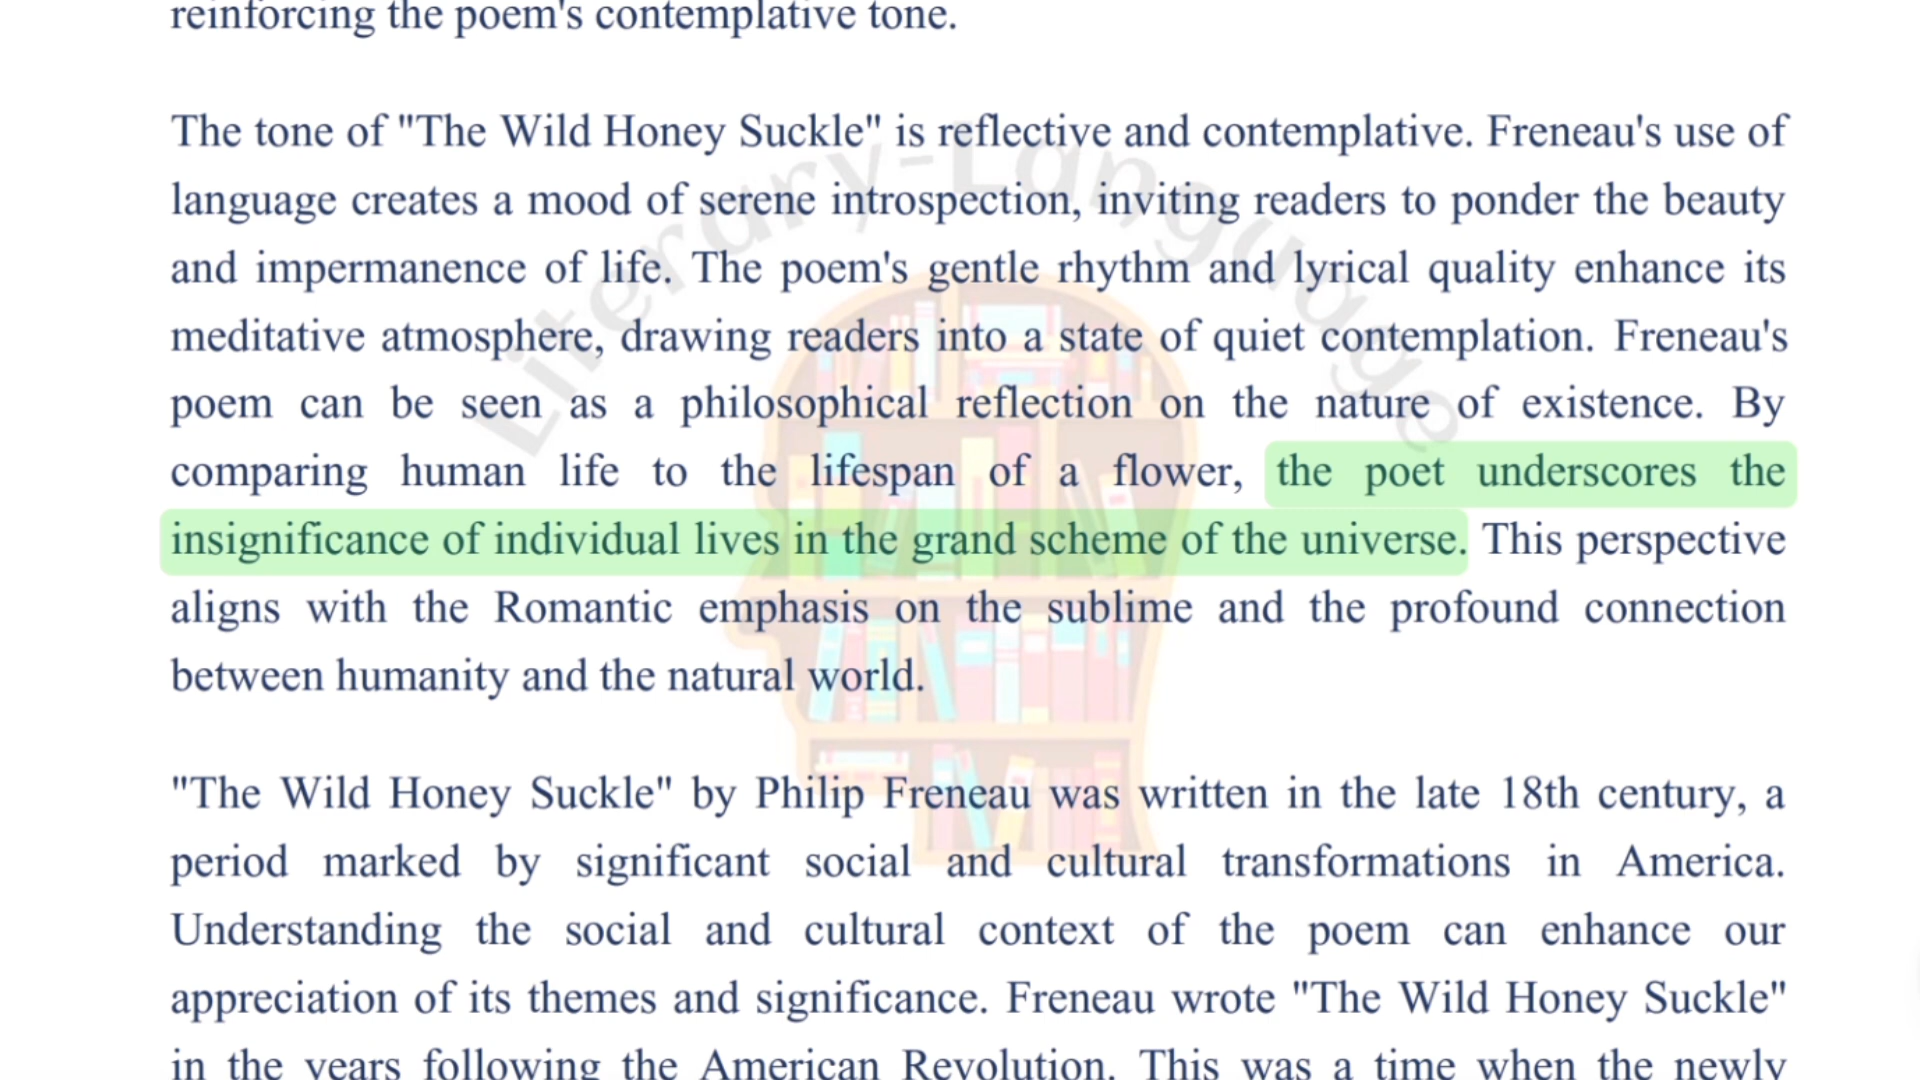 reinforcing the poem's contemplative tone.
The tone of "The Wild Honey Suckle" is reflective and contemplative. Freneau's use of
language creates a mood of serene introspection, inviting readers to ponder the beauty
and impermanence of life. The poem's gentle rhythm and lyrical quality enhance its
meditative atmosphere, drawing readers into a state of quiet contemplation. Freneau's
poem can be seen as a philosophical reflection on the nature of existence. By
comparing human life to the lifespan of a flower, the poet underscores the
insignificance of individual lives in the grand scheme of the universe. This perspective
aligns with the Romantic emphasis on the sublime and the profound connection
between humanity and the natural world.
"The Wild Honey Suckle" by Philip Freneau was written in the late 18th century, a
period marked by significant social and cultural transformations in America.
Understanding the social and cultural context of the poem can enhance our
appreciation of its themes and significance. Freneau wrote "The Wild Honey Suckle"
in the years following the American Revolution. This was a time when the newly
Literary-Language